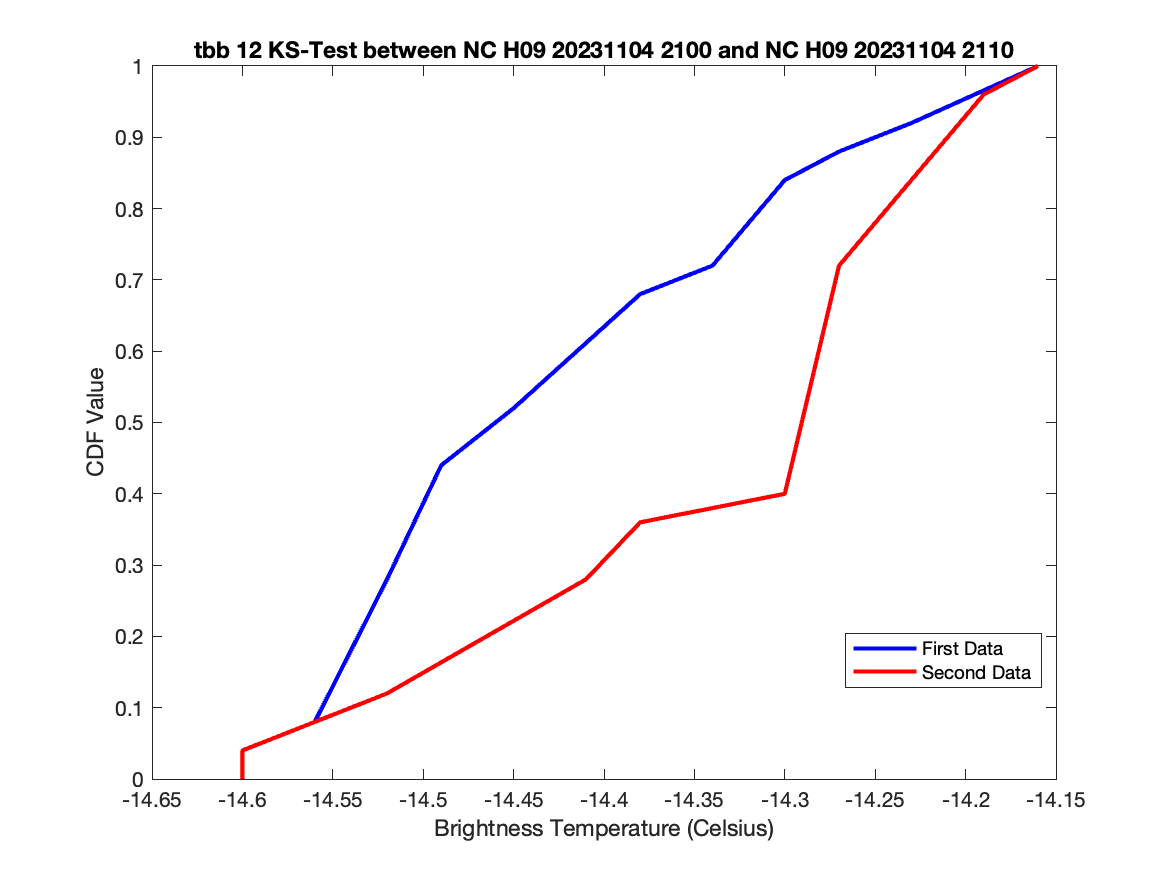 tbb 12 KS-Test between NC H09 20231104 2100 and NC H09 20231104 2110
1
0.9
0.8
0.7
0.6
0.5
0.4
0.3
0.2
0.1
0
CDF Value
First Data
Second Data
-14.65 -14.6 -14.55 -14.5 -14.45 -14.4 -14.35 -14.3 -14.25 -14.2 -14.15
Brightness Temperature (Celsius)